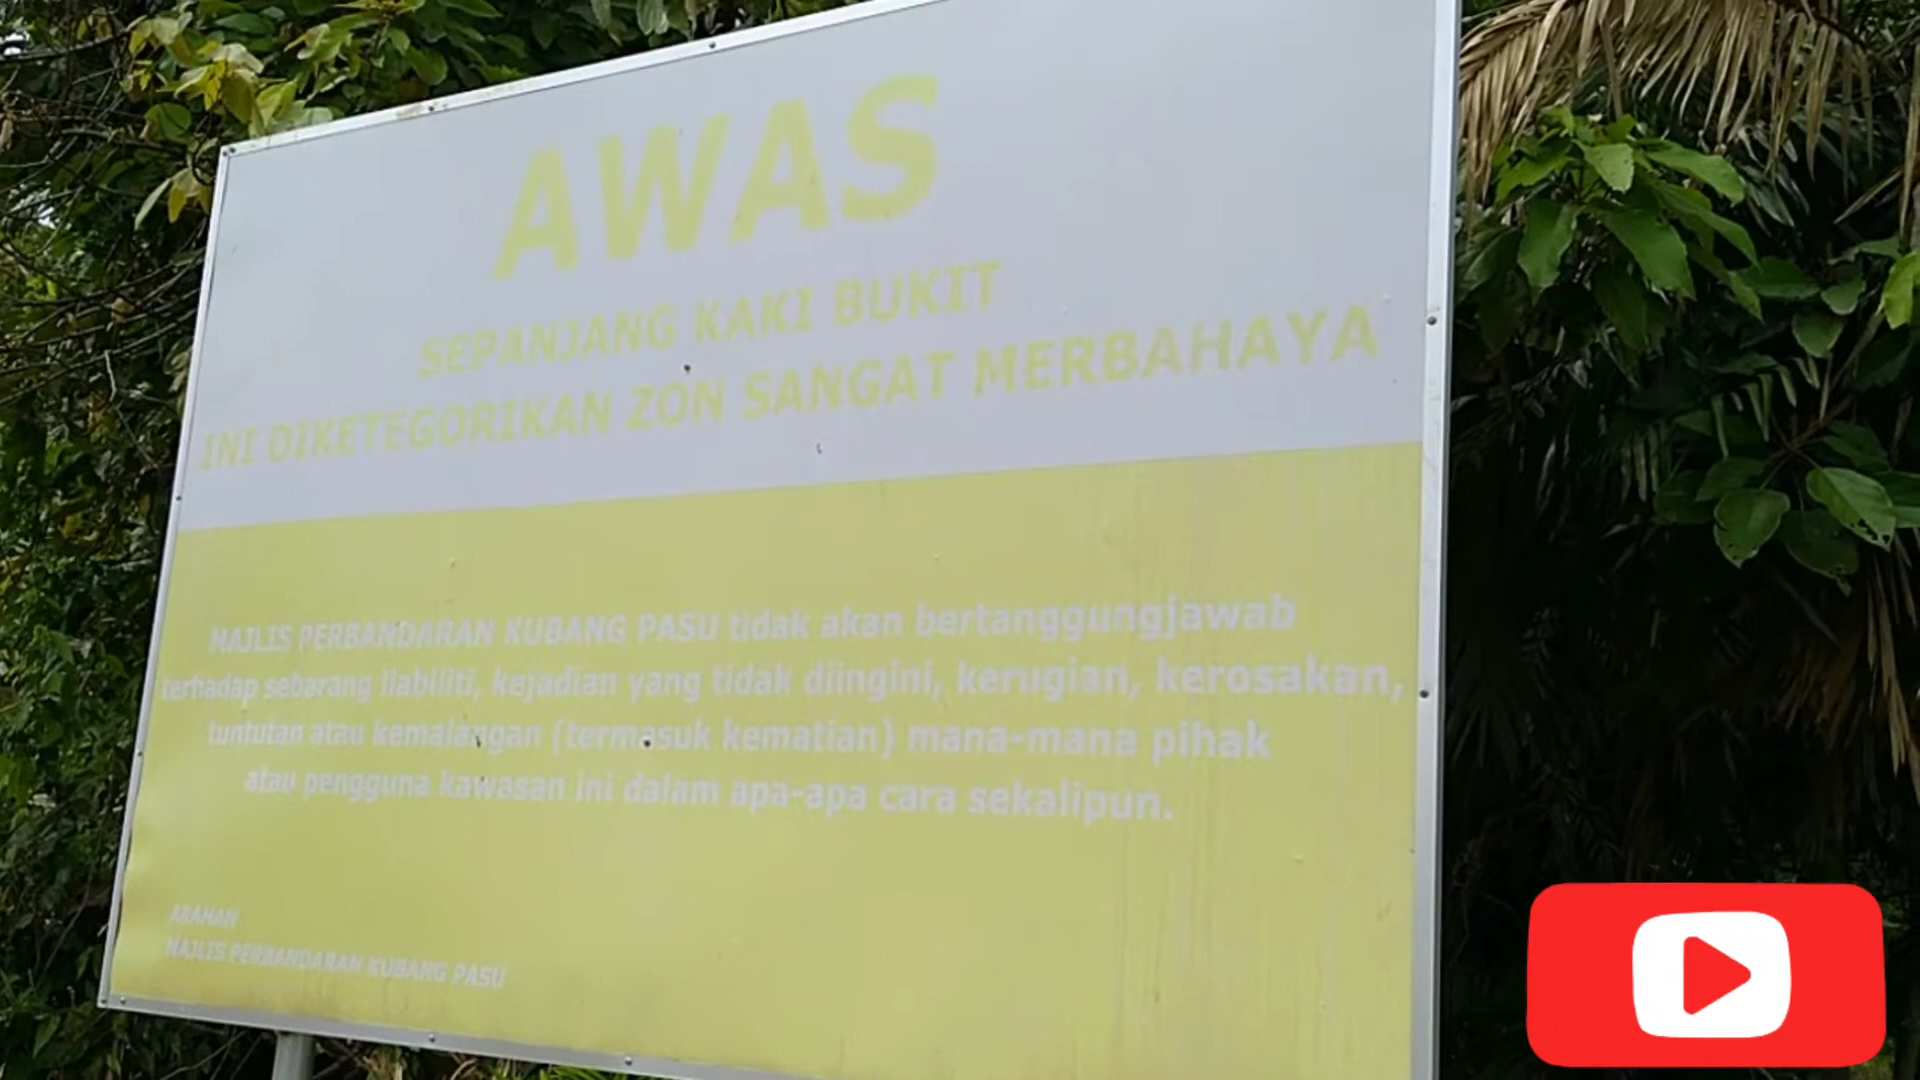 AWAS
SEPANJANG KAKI BUKIT
INI DIKETEGORIKAN ZON SANGAT MERBAHAYA
MAJLIS PERBANDARAN KUBANG PASU tidak akan bertanggungjawab
terhadap sebarang liabiliti, kejadian yang tidak diingini, kerugian, kerosakan,
tuntutan atau kemalangan (termasuk kematian) mana-mana pihak
atau pengguna kawasan ini dalam apa-apa cara sekalipun.
ARAHAN
MAJLIS PERBANDARAN KUBANG PASU